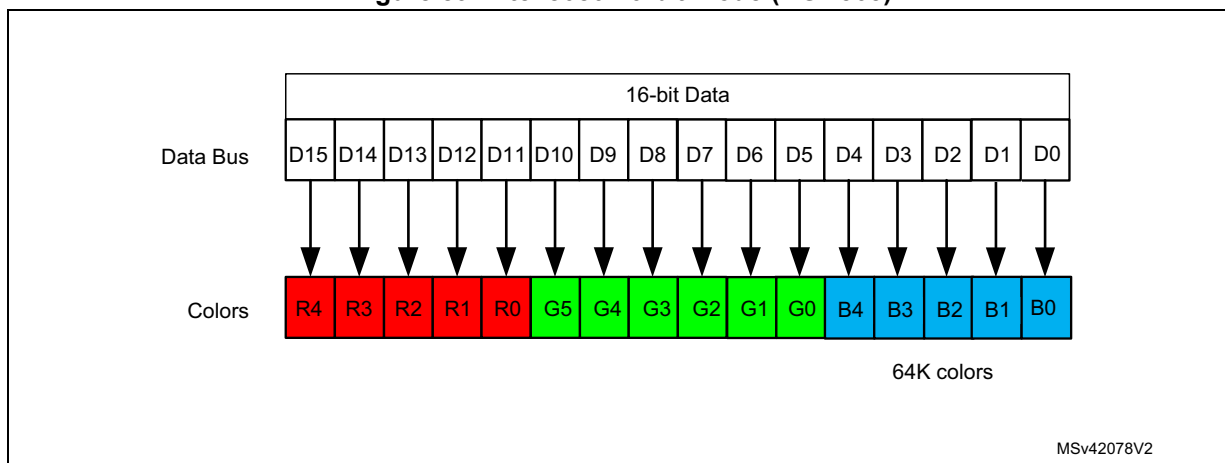 16-bit Data
Data Bus D15 D14 D13 D12 D11 D10 D9 D8 D7 D6 D5 D4 D3 D2 D1 D0
Colors R4 R3 R2 R1 R0 G5 G4 G3 G2 G1 G0 B4 B3 B2 B1 B0
64K colors
MSv42078V2